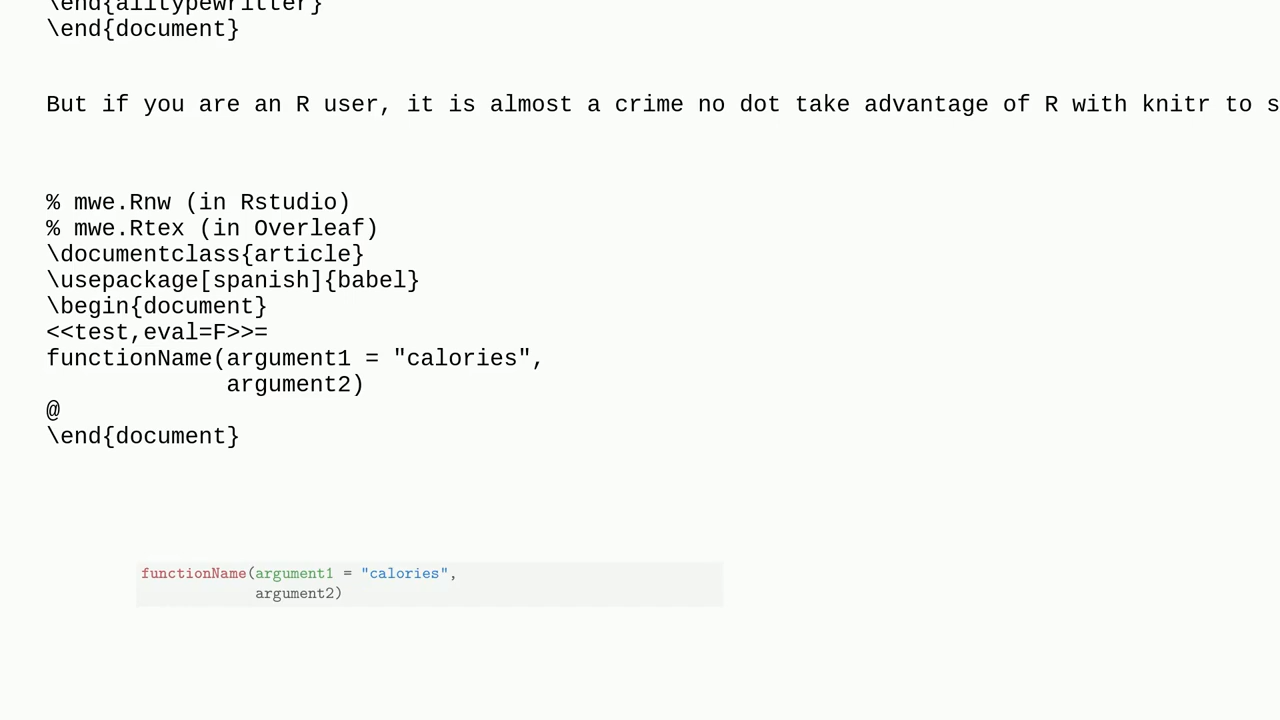 \end{alltypewriter}
\end{document}
But if you are an R user, it is almost a crime no dot take advantage of R with knitr to s
% mwe.Rnw (in Rstudio)
% mwe.Rtex (in Overleaf)
\documentclass{article}
\usepackage[spanish]{babel}
\begin{document}
<<test,eval=F>>=
functionName(argument1 = "calories",
             argument2)
@
\end{document}
functionName(argument1 = "calories",
             argument2)